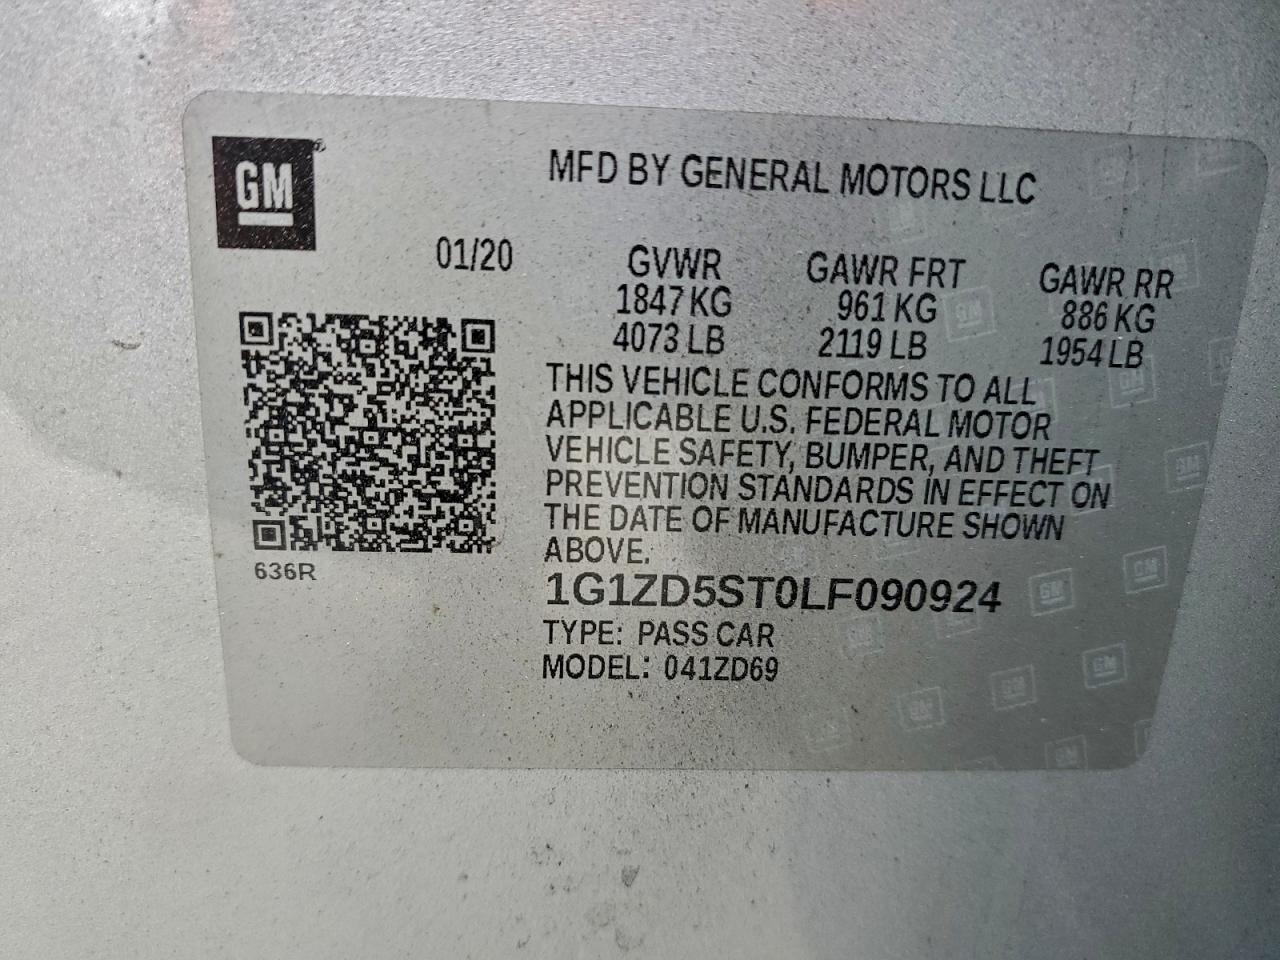 GM
MFD BY GENERAL MOTORS LLC
01/20 GVWR GAWR FRT GAWR RR
1847 KG 961 KG 886 KG
4073 LB 2119 LB 1954 LB
THIS VEHICLE CONFORMS TO ALL
APPLICABLE U.S. FEDERAL MOTOR
VEHICLE SAFETY, BUMPER, AND THEFT
PREVENTION STANDARDS IN EFFECT ON
THE DATE OF MANUFACTURE SHOWN
ABOVE.
636R
1G1ZD5ST0LF090924
TYPE: PASS CAR
MODEL: 041ZD69